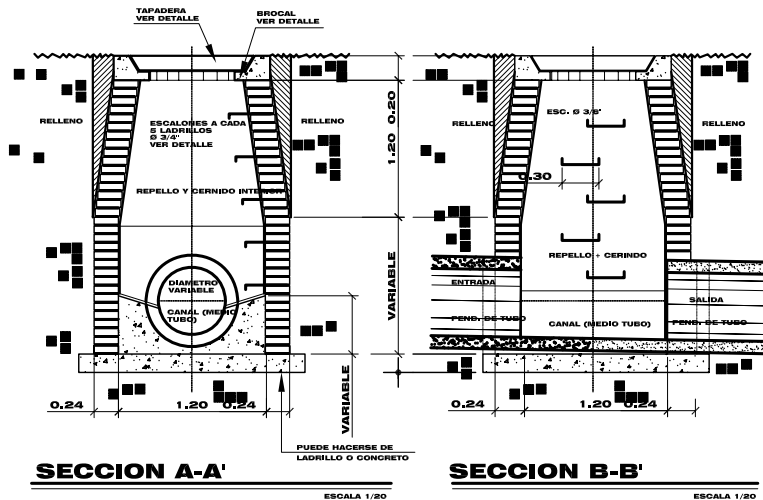 TAPADERA
VER DETALLE
BROCAL
VER DETALLE
RELLENO
ESCALONES A CADA
5 LADRILLOS
Ø 3/4"
VER DETALLE
RELLENO
REPELLO Y CERNIDO INTERIOR
DIAMETRO
VARIABLE
CANAL (MEDIO
TUBO)
0.24
1.20
0.24
VARIABLE
PUEDE HACERSE DE
LADRILLO O CONCRETO
SECCION A-A'
ESCALA 1/20
0.20
1.20
VARIABLE
ESC. Ø 3/8'
RELLENO
RELLENO
0.30
REPELLO + CERINDO
ENTRADA
SALIDA
PEND. DE TUBO
CANAL (MEDIO TUBO)
PEND. DE TUBO
0.24
1.20
0.24
SECCION B-B'
ESCALA 1/20